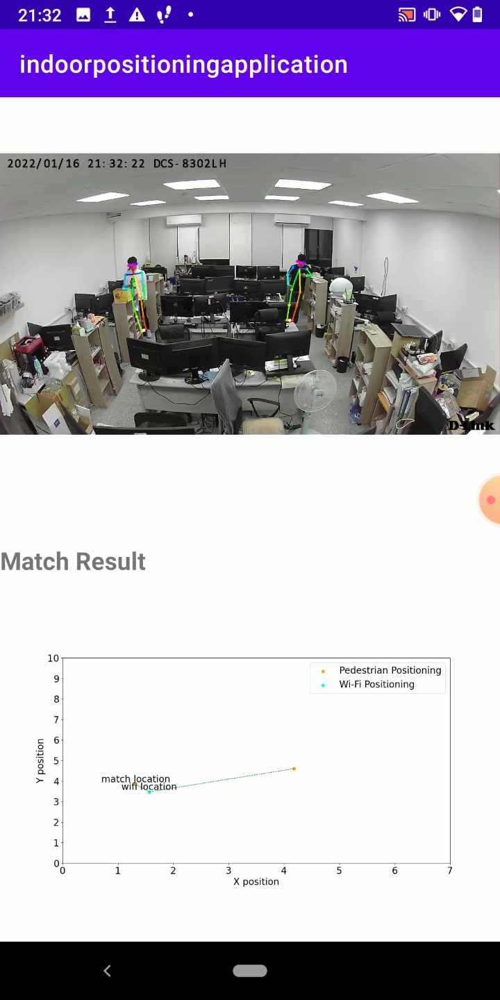 21:32
indoorpositioningapplication
2022/01/16 21:32:22 DCS-8302LH
D-Link
Match Result
10
9
8
7
6
5
4
3
2
1
0
Y position
Pedestrian Positioning
Wi-Fi Positioning
match location
wifi location
0 1 2 3 4 5 6 7
X position